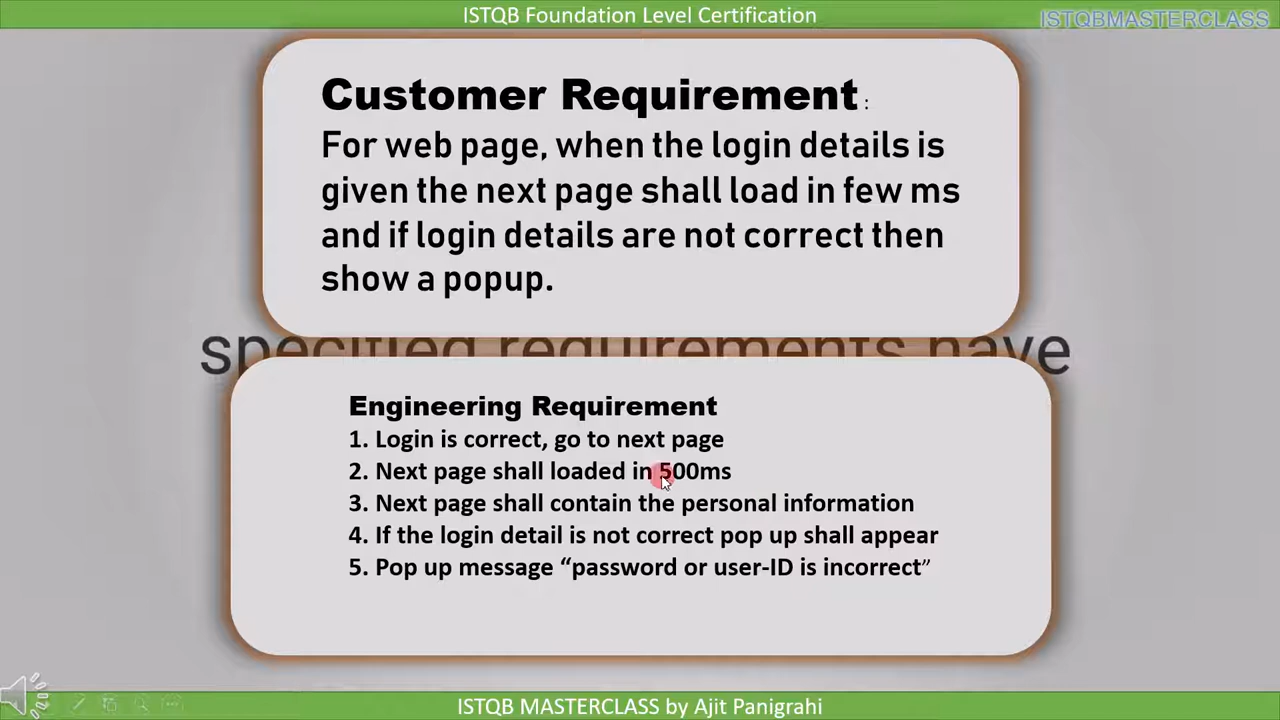 ISTQB Foundation Level Certification
ISTQBMASTERCLASS
Customer Requirement :
For web page, when the login details is
given the next page shall load in few ms
and if login details are not correct then
show a popup.
specified requirements have
Engineering Requirement
1. Login is correct, go to next page
2. Next page shall loaded in 500ms
3. Next page shall contain the personal information
4. If the login detail is not correct pop up shall appear
5. Pop up message “password or user-ID is incorrect”
ISTQB MASTERCLASS by Ajit Panigrahi